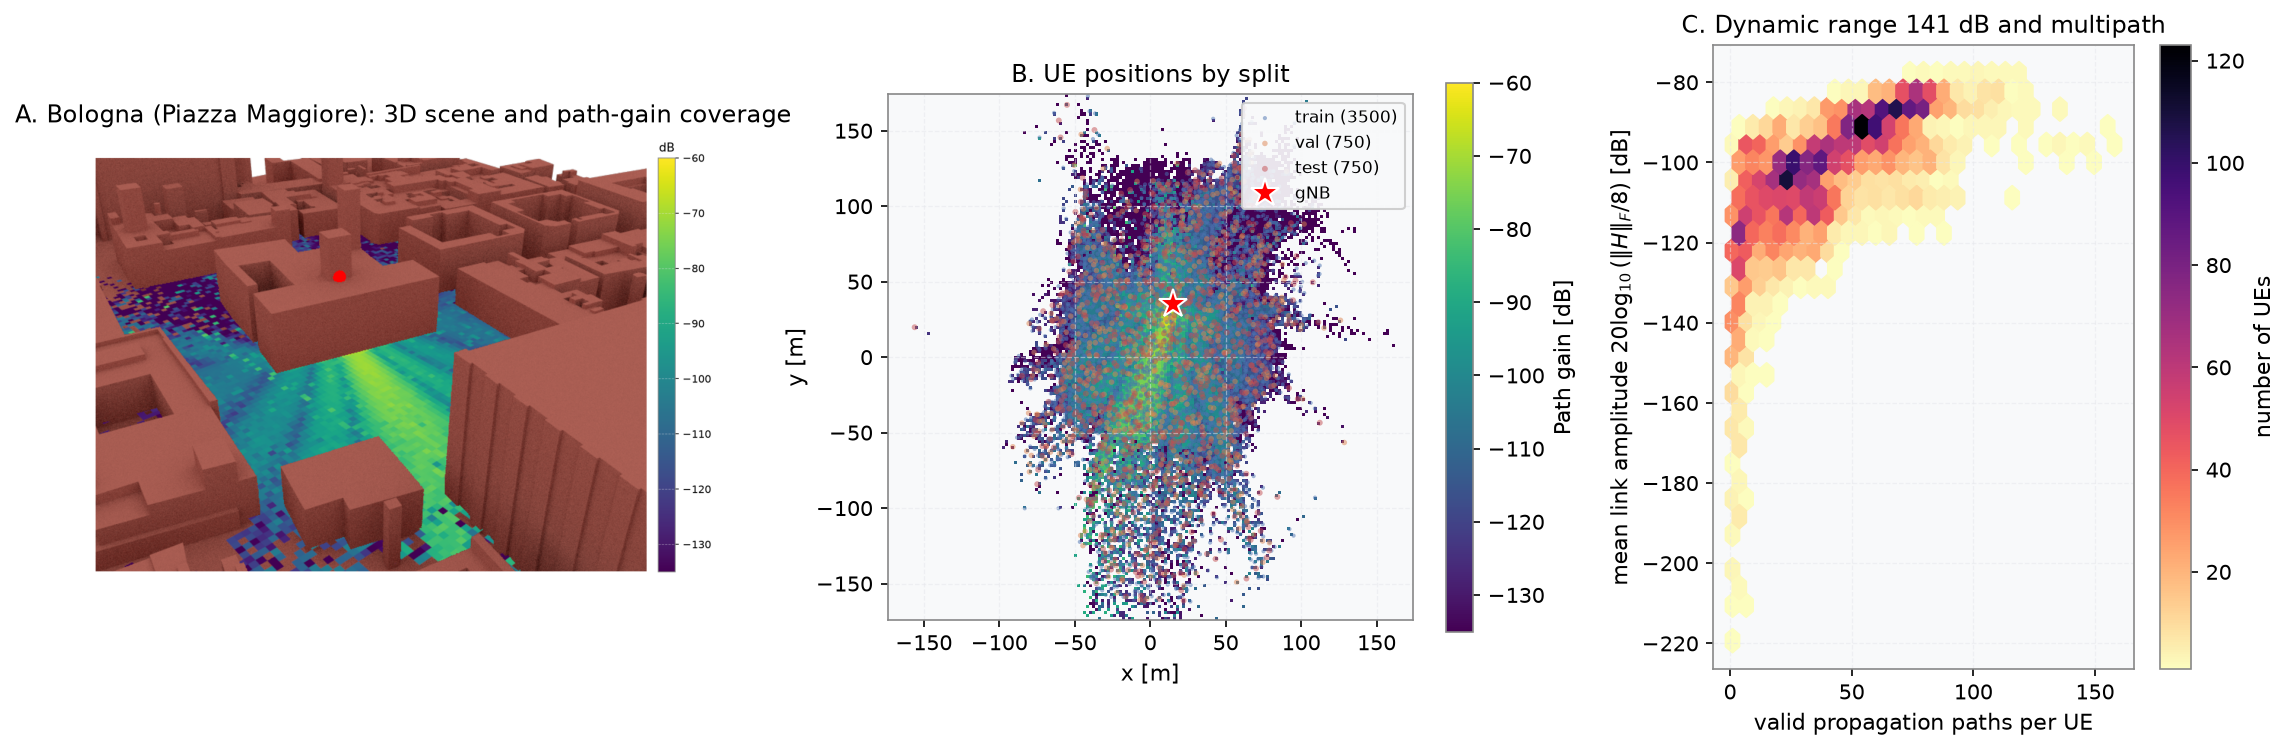 A. Bologna (Piazza Maggiore): 3D scene and path-gain coverage
dB
−60
−70
−80
−90
−100
−110
−120
−130
B. UE positions by split
train (3500)
val (750)
test (750)
gNB
150
100
50
0
−50
−100
−150
y [m]
−150 −100 −50 0 50 100 150
x [m]
−60
−70
−80
−90
−100
−110
−120
−130
Path gain [dB]
C. Dynamic range 141 dB and multipath
−80
−100
−120
−140
−160
−180
−200
−220
mean link amplitude 20log₁₀(‖H‖_F/8) [dB]
0 50 100 150
valid propagation paths per UE
120
100
80
60
40
20
number of UEs